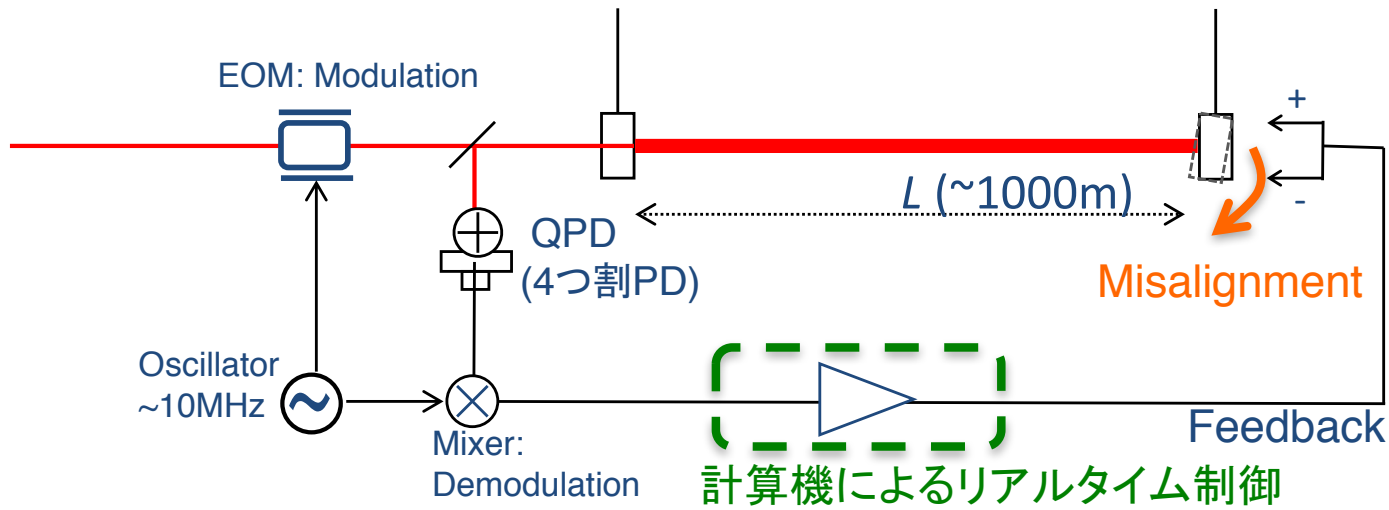 EOM: Modulation
+
-
L (~1000m)
QPD
(4つ割PD)
Misalignment
Oscillator
~10MHz
Mixer:
Demodulation
Feedback
計算機によるリアルタイム制御